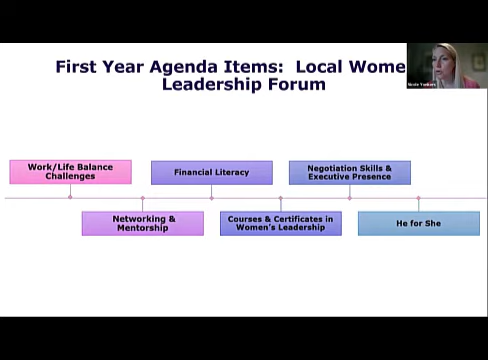 First Year Agenda Items: Local Wome
Leadership Forum
Work/Life Balance
Challenges
Financial Literacy
Negotiation Skills &
Executive Presence
Networking &
Mentorship
Courses & Certificates in
Women's Leadership
He for She